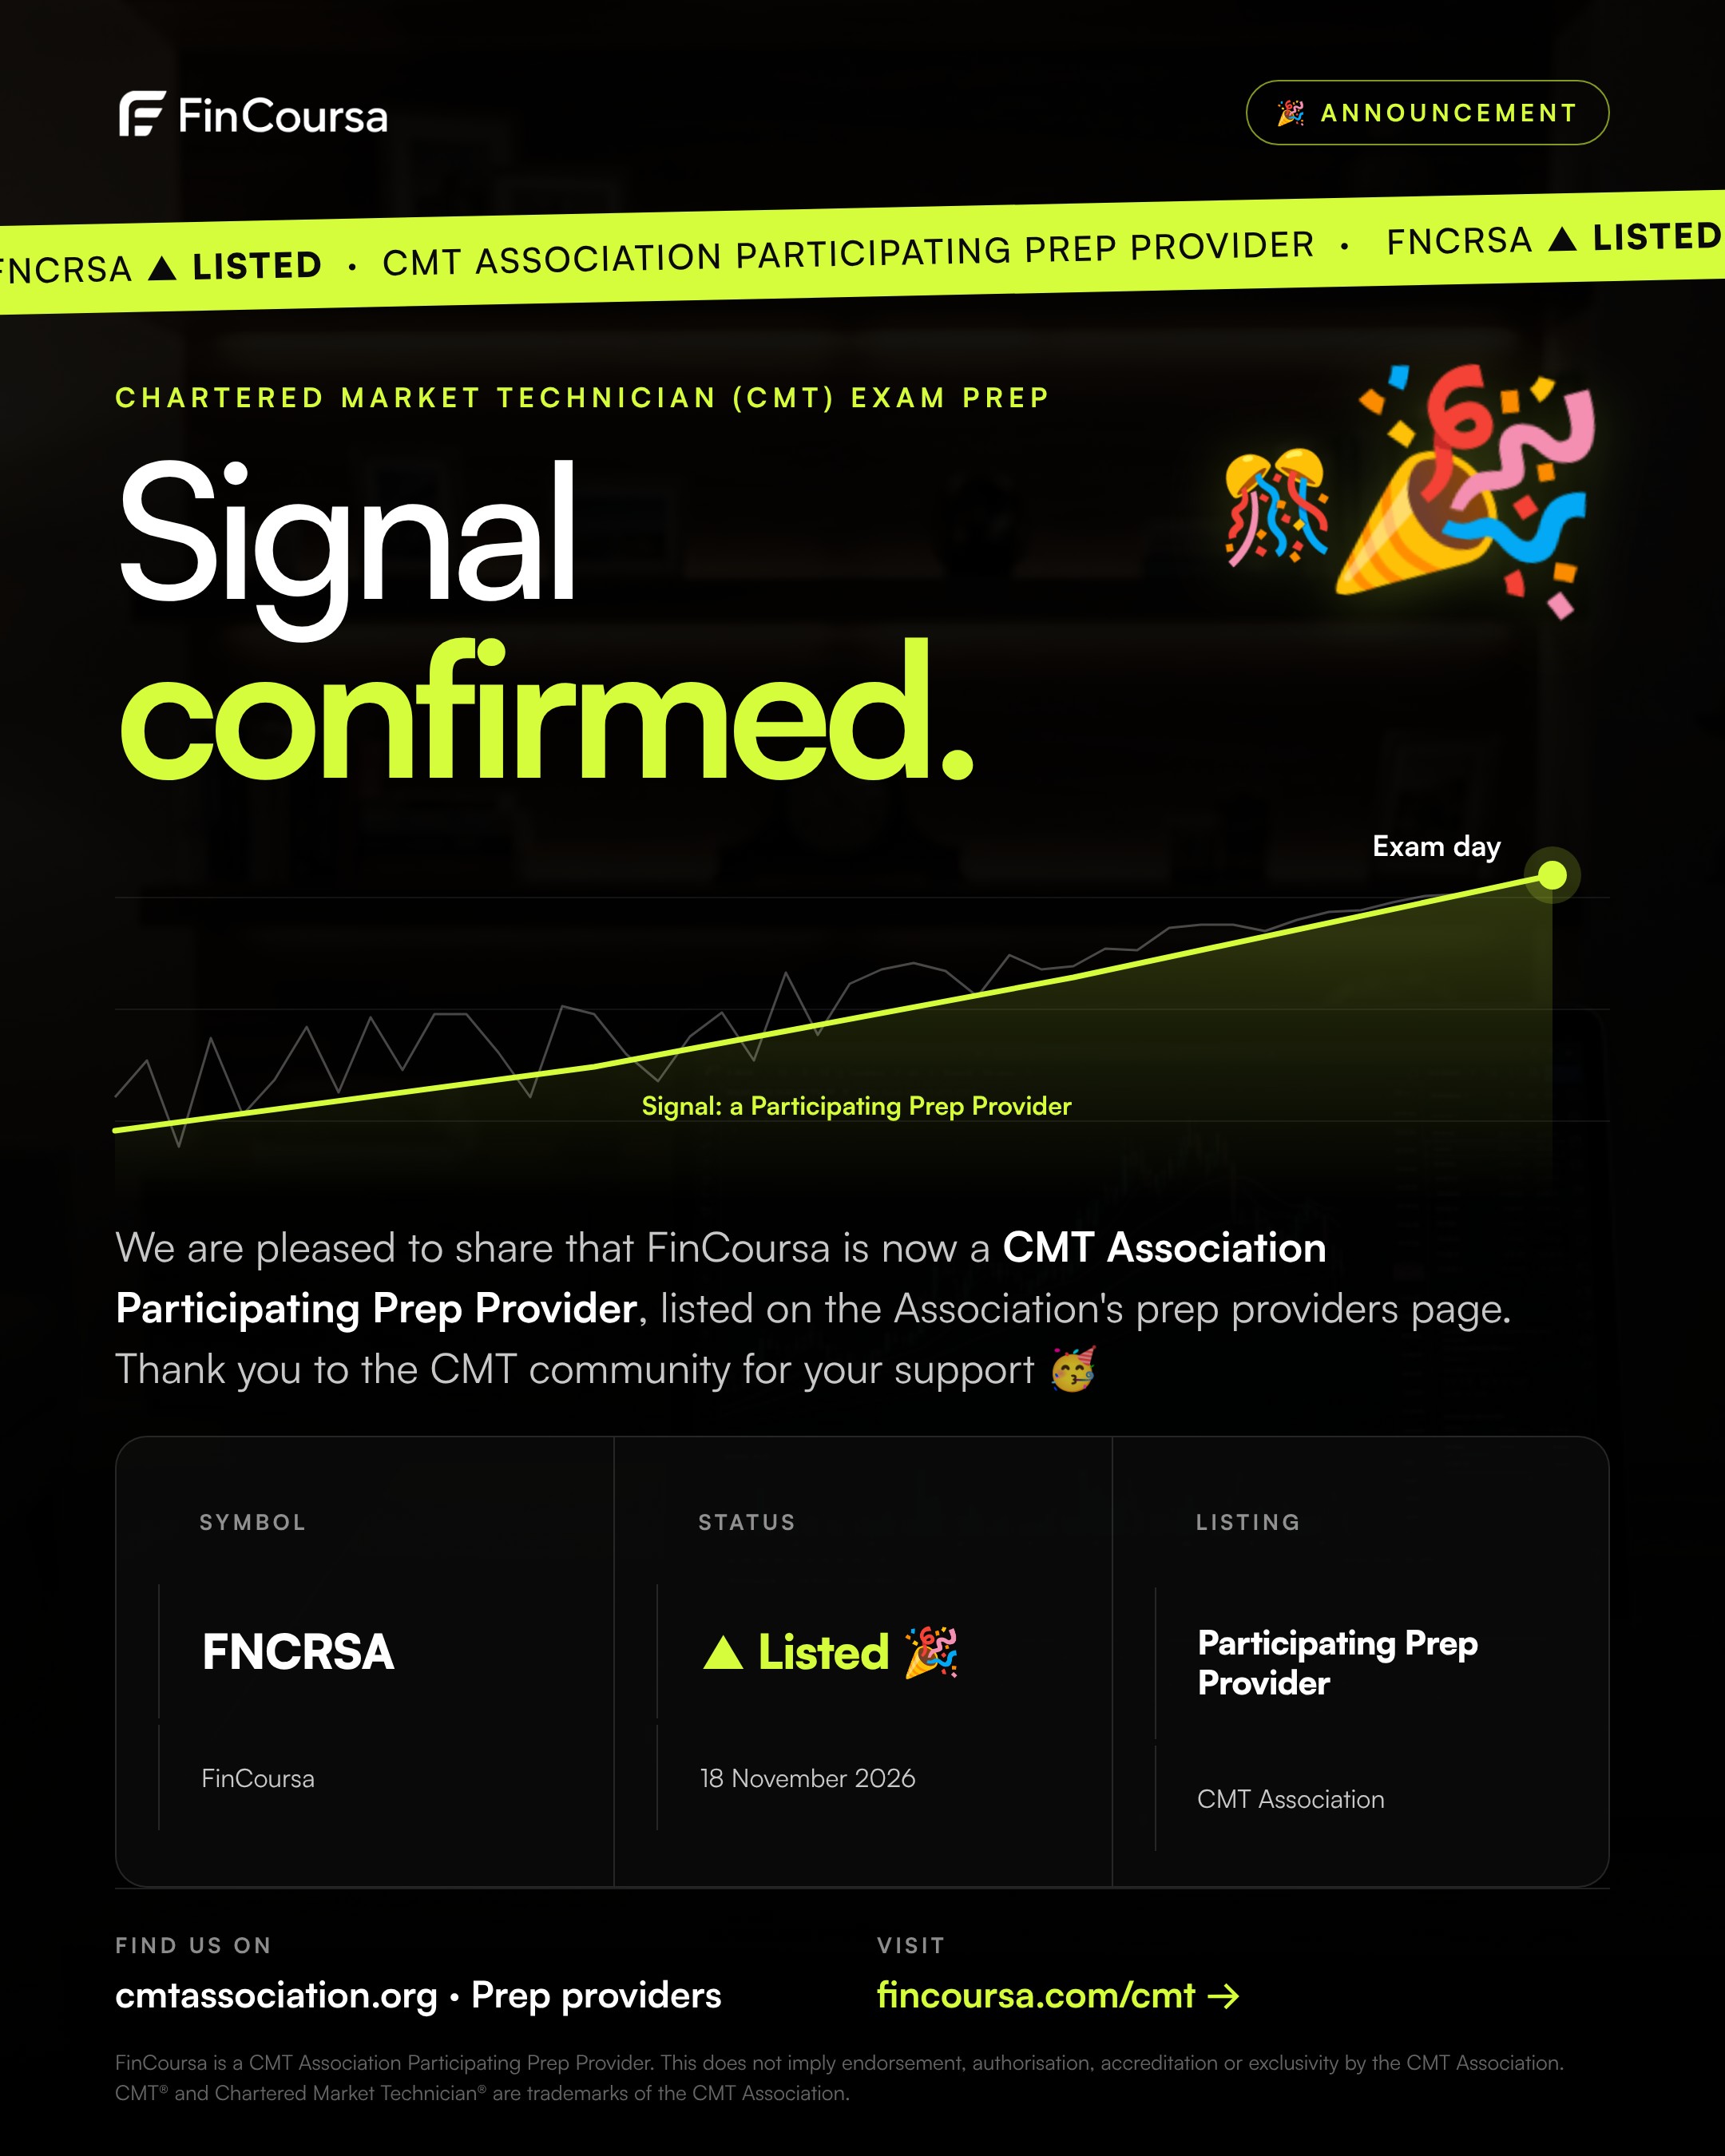 FinCoursa
🎉 ANNOUNCEMENT
FNCRSA ▲ LISTED · CMT ASSOCIATION PARTICIPATING PREP PROVIDER · FNCRSA ▲ LISTED
CHARTERED MARKET TECHNICIAN (CMT) EXAM PREP
Signal
confirmed.
Exam day
Signal: a Participating Prep Provider
We are pleased to share that FinCoursa is now a CMT Association
Participating Prep Provider, listed on the Association's prep providers page.
Thank you to the CMT community for your support 🥳
SYMBOL
FNCRSA
FinCoursa
STATUS
▲ Listed 🎉
18 November 2026
LISTING
Participating Prep
Provider
CMT Association
FIND US ON
cmtassociation.org · Prep providers
VISIT
fincoursa.com/cmt →
FinCoursa is a CMT Association Participating Prep Provider. This does not imply endorsement, authorisation, accreditation or exclusivity by the CMT Association.
CMT® and Chartered Market Technician® are trademarks of the CMT Association.